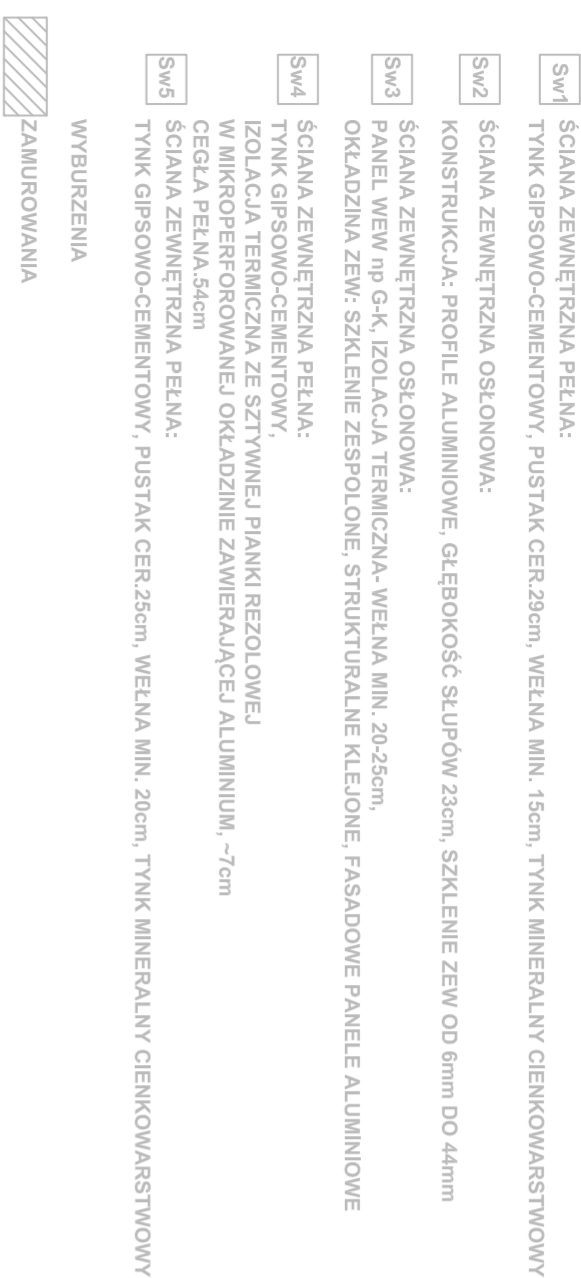 Sw1
ŚCIANA ZEWNĘTRZNA PEŁNA:
TYNK GIPSOWO-CEMENTOWY, PUSTAK CER.29cm, WEŁNA MIN. 15cm, TYNK MINERALNY CIENKOWARSTWOWY
Sw2
ŚCIANA ZEWNĘTRZNA OSŁONOWA:
KONSTRUKCJA: PROFILE ALUMINIOWE, GŁĘBOKOŚĆ SŁUPÓW 23cm, SZKLENIE ZEW OD 6mm DO 44mm
Sw3
ŚCIANA ZEWNĘTRZNA OSŁONOWA:
PANEL WEW np G-K, IZOLACJA TERMICZNA- WEŁNA MIN. 20-25cm,
OKŁADZINA ZEW: SZKLENIE ZESPOLONE, STRUKTURALNE KLEJONE, FASADOWE PANELE ALUMINIOWE
Sw4
ŚCIANA ZEWNĘTRZNA PEŁNA:
TYNK GIPSOWO-CEMENTOWY,
IZOLACJA TERMICZNA ZE SZTYWNEJ PIANKI REZOLOWEJ
W MIKROPERFOROWANEJ OKŁADZINIE ZAWIERAJĄCEJ ALUMINIUM, ~7cm
CEGŁA PEŁNA.54cm
Sw5
ŚCIANA ZEWNĘTRZNA PEŁNA:
TYNK GIPSOWO-CEMENTOWY, PUSTAK CER.25cm, WEŁNA MIN. 20cm, TYNK MINERALNY CIENKOWARSTWOWY
WYBURZENIA
ZAMUROWANIA